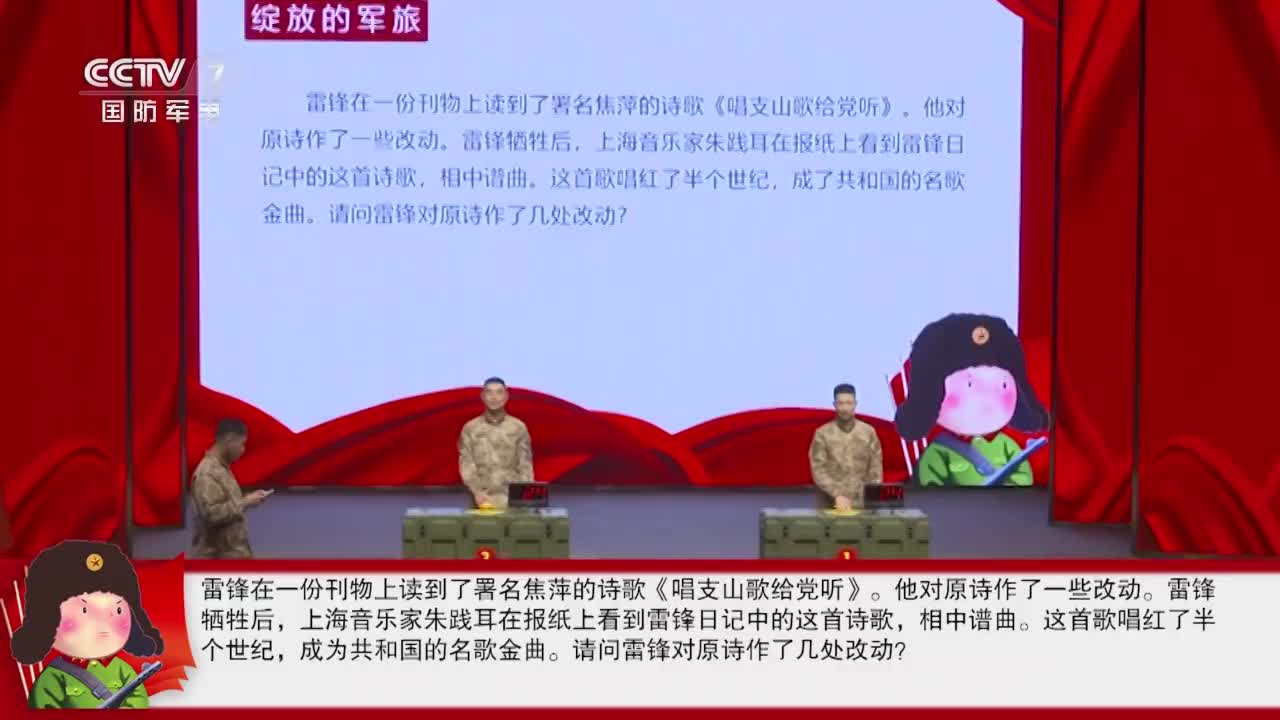 绽放的军旅
CCTV 7
国防军事
雷锋在一份刊物上读到了署名焦萍的诗歌《唱支山歌给党听》。他对
原诗作了一些改动。雷锋牺牲后，上海音乐家朱践耳在报纸上看到雷锋日
记中的这首诗歌，相中谱曲。这首歌唱红了半个世纪，成了共和国的名歌
金曲。请问雷锋对原诗作了几处改动？
雷锋在一份刊物上读到了署名焦萍的诗歌《唱支山歌给党听》。他对原诗作了一些改动。雷锋
牺牲后，上海音乐家朱践耳在报纸上看到雷锋日记中的这首诗歌，相中谱曲。这首歌唱红了半
个世纪，成为共和国的名歌金曲。请问雷锋对原诗作了几处改动?